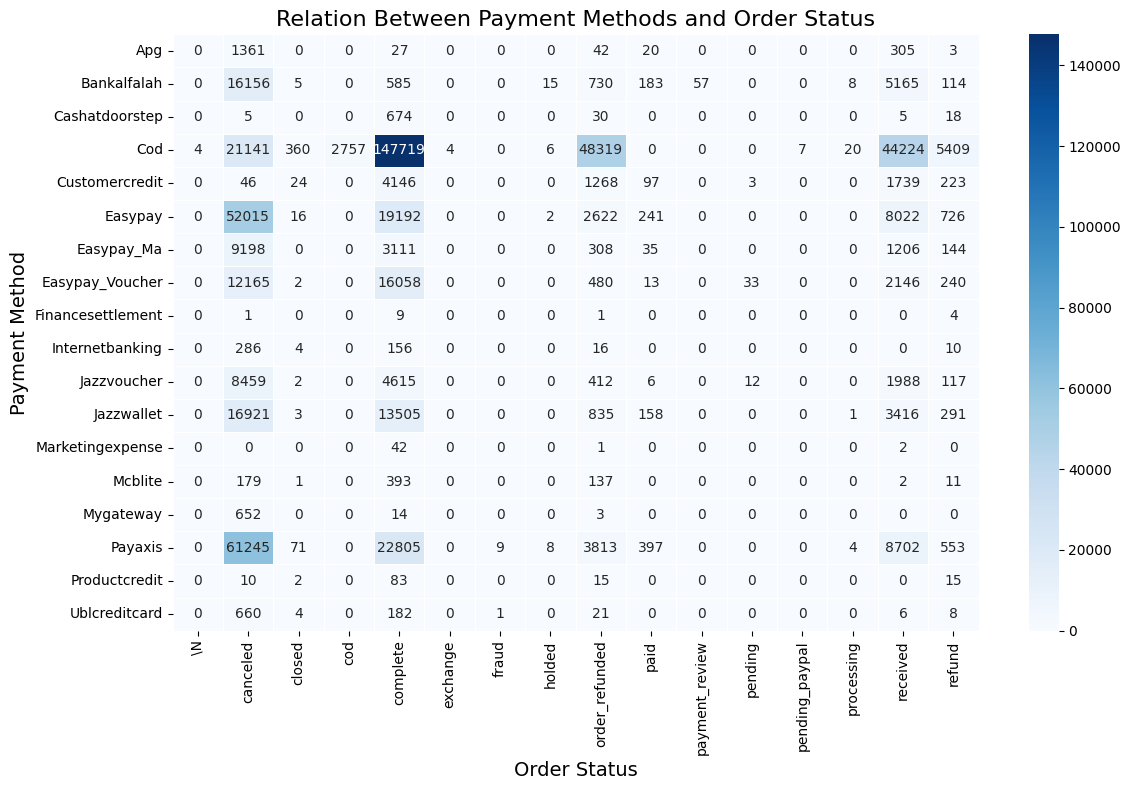 Relation Between Payment Methods and Order Status
Payment Method
Apg 0 1361 0 0 27 0 0 0 42 20 0 0 0 0 305 3
Bankalfalah 0 16156 5 0 585 0 0 15 730 183 57 0 0 8 5165 114
Cashatdoorstep 0 5 0 0 674 0 0 0 30 0 0 0 0 0 5 18
Cod 4 21141 360 2757 147719 4 0 6 48319 0 0 0 7 20 44224 5409
Customercredit 0 46 24 0 4146 0 0 0 1268 97 0 3 0 0 1739 223
Easypay 0 52015 16 0 19192 0 0 2 2622 241 0 0 0 0 8022 726
Easypay_Ma 0 9198 0 0 3111 0 0 0 308 35 0 0 0 0 1206 144
Easypay_Voucher 0 12165 2 0 16058 0 0 0 480 13 0 33 0 0 2146 240
Financesettlement 0 1 0 0 9 0 0 0 1 0 0 0 0 0 0 4
Internetbanking 0 286 4 0 156 0 0 0 16 0 0 0 0 0 0 10
Jazzvoucher 0 8459 2 0 4615 0 0 0 412 6 0 12 0 0 1988 117
Jazzwallet 0 16921 3 0 13505 0 0 0 835 158 0 0 0 1 3416 291
Marketingexpense 0 0 0 0 42 0 0 0 1 0 0 0 0 0 2 0
Mcblite 0 179 1 0 393 0 0 0 137 0 0 0 0 0 2 11
Mygateway 0 652 0 0 14 0 0 0 3 0 0 0 0 0 0 0
Payaxis 0 61245 71 0 22805 0 9 8 3813 397 0 0 0 4 8702 553
Productcredit 0 10 2 0 83 0 0 0 15 0 0 0 0 0 0 15
Ublcreditcard 0 660 4 0 182 0 1 0 21 0 0 0 0 0 6 8
\N canceled closed cod complete exchange fraud holded order_refunded paid payment_review pending pending_paypal processing received refund
Order Status
140000
120000
100000
80000
60000
40000
20000
0